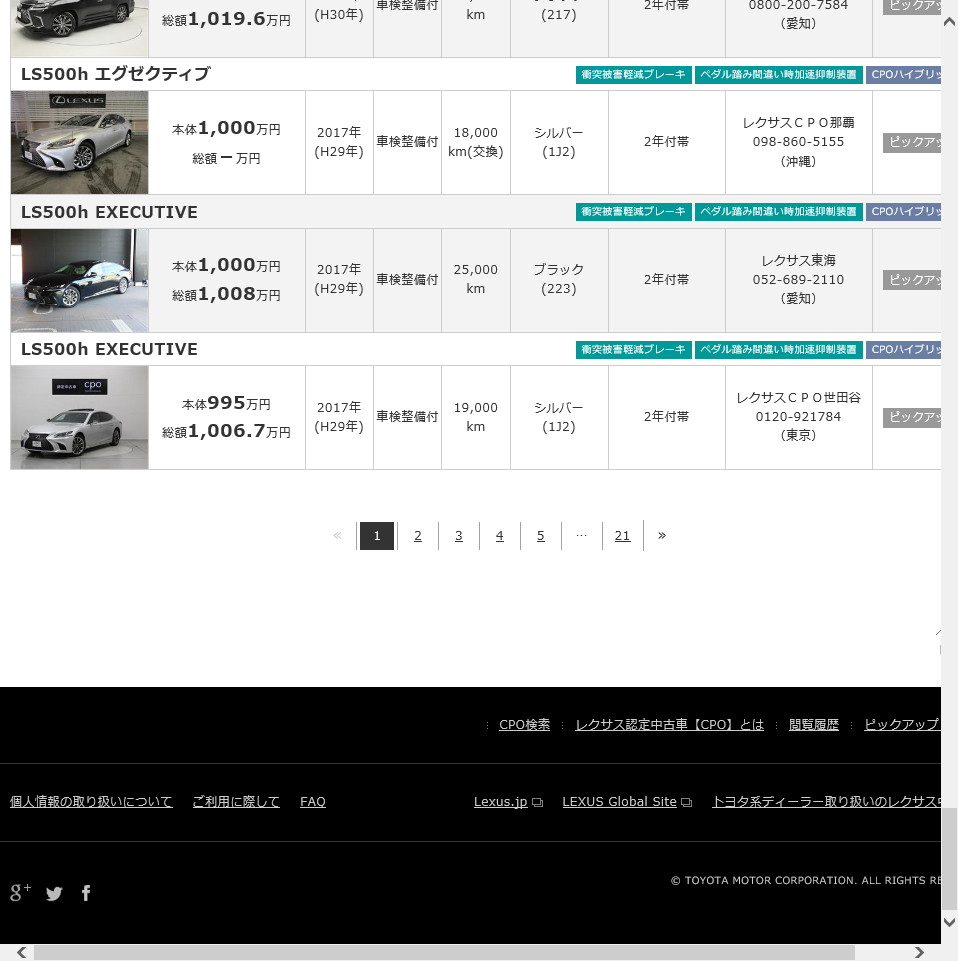 総額1,019.6万円
(H30年)
車検整備付
km
(217)
2年付帯
0800-200-7584
（愛知）
LS500h エグゼクティブ
衝突被害軽減ブレーキ ペダル踏み間違い時加速抑制装置 CPOハイブリッ
LEXUS
本体1,000万円
総額ー万円
2017年
(H29年)
車検整備付
18,000
km(交換)
シルバー
(1J2)
2年付帯
レクサスＣＰＯ那覇
098-860-5155
（沖縄）
ピックアッ
LS500h EXECUTIVE
衝突被害軽減ブレーキ ペダル踏み間違い時加速抑制装置 CPOハイブリッ
本体1,000万円
総額1,008万円
2017年
(H29年)
車検整備付
25,000
km
ブラック
(223)
2年付帯
レクサス東海
052-689-2110
（愛知）
ピックアッ
LS500h EXECUTIVE
衝突被害軽減ブレーキ ペダル踏み間違い時加速抑制装置 CPOハイブリッ
cpo
本体995万円
総額1,006.7万円
2017年
(H29年)
車検整備付
19,000
km
シルバー
(1J2)
2年付帯
レクサスＣＰＯ世田谷
0120-921784
（東京）
ピックアッ
« 1 2 3 4 5 … 21 »
CPO検索 レクサス認定中古車【CPO】とは 閲覧履歴 ピックアップ
個人情報の取り扱いについて ご利用に際して FAQ Lexus.jp LEXUS Global Site トヨタ系ディーラー取り扱いのレクサス
g+
© TOYOTA MOTOR CORPORATION. ALL RIGHTS RE